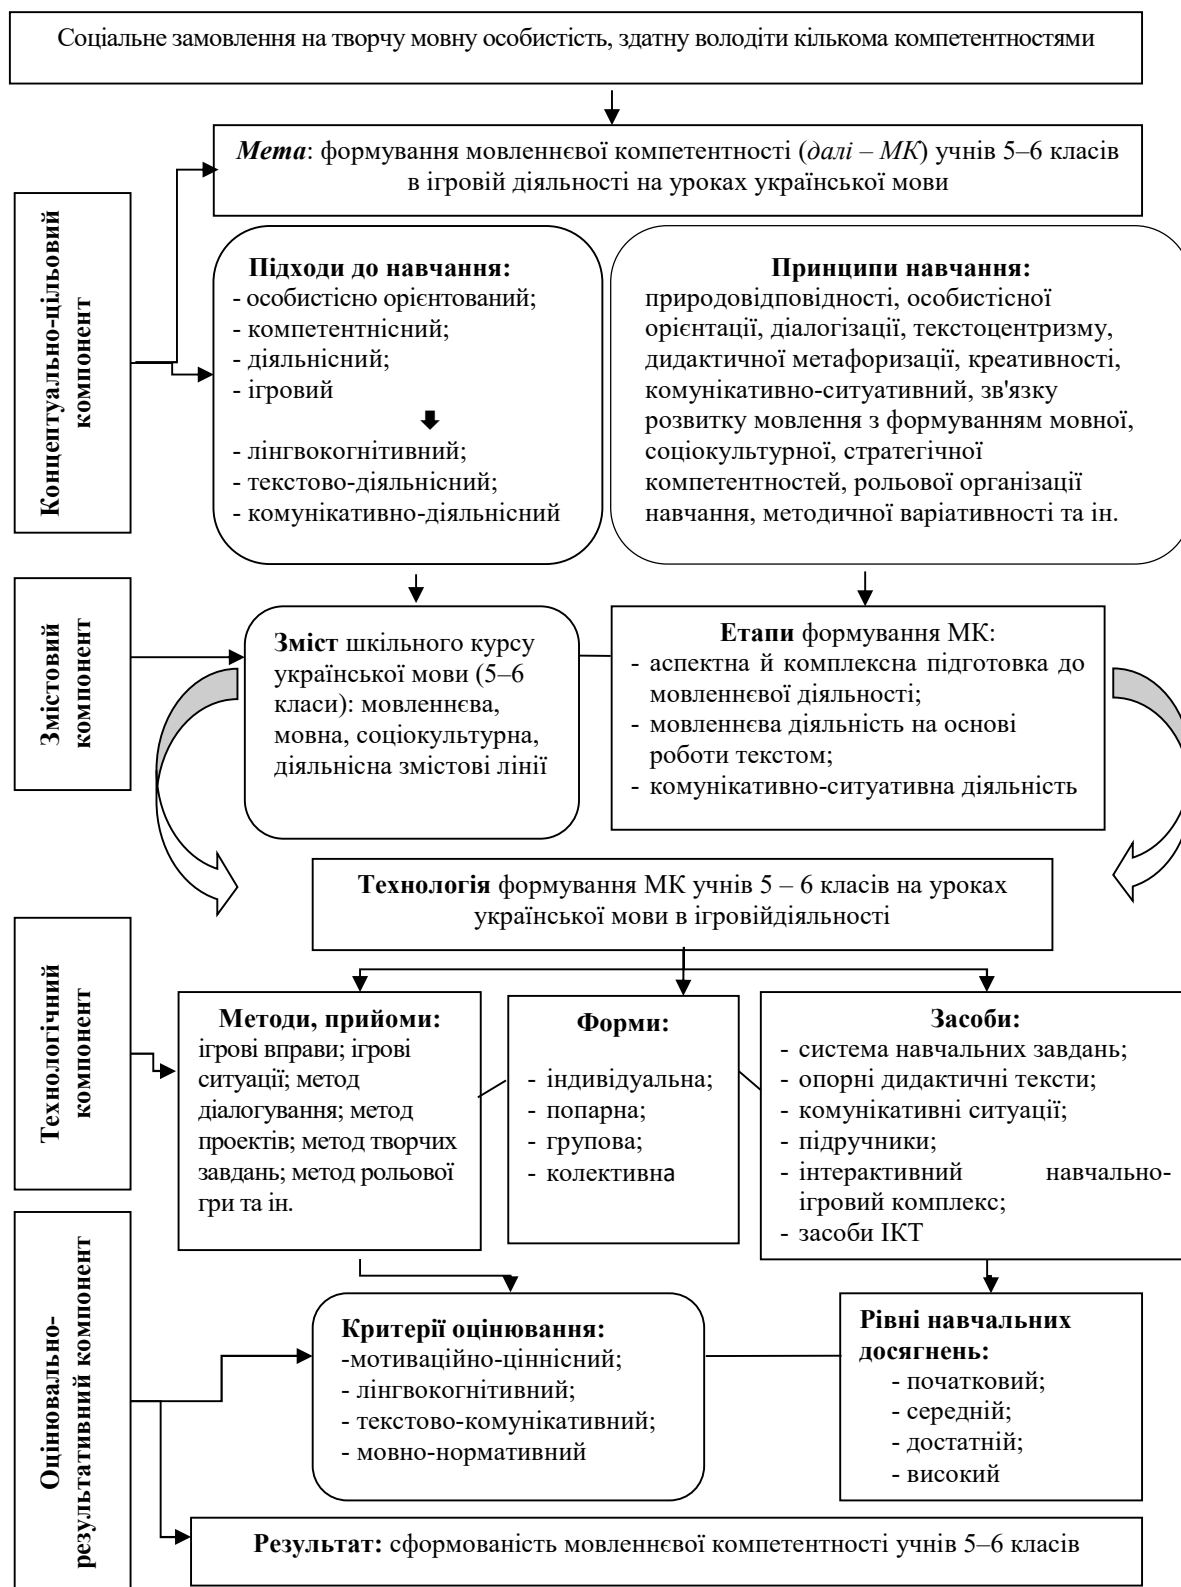 Соціальне замовлення на творчу мовну особистість, здатну володіти кількома компетентностями
Мета: формування мовленнєвої компетентності (далі – МК) учнів 5–6 класів
в ігровій діяльності на уроках української мови
Концептуально-цільовий
компонент
Підходи до навчання:
- особистісно орієнтований;
- компетентнісний;
- діяльнісний;
- ігровий
- лінгвокогнітивний;
- текстово-діяльнісний;
- комунікативно-діяльнісний
Принципи навчання:
природовідповідності, особистісної
орієнтації, діалогізації, текстоцентризму,
дидактичної метафоризації, креативності,
комунікативно-ситуативний, зв'язку
розвитку мовлення з формуванням мовної,
соціокультурної, стратегічної
компетентностей, рольової організації
навчання, методичної варіативності та ін.
Змістовий
компонент
Зміст шкільного курсу
української мови (5–6
класи): мовленнєва,
мовна, соціокультурна,
діяльнісна змістові лінії
Етапи формування МК:
- аспектна й комплексна підготовка до
мовленнєвої діяльності;
- мовленнєва діяльність на основі
роботи текстом;
- комунікативно-ситуативна діяльність
Технологія формування МК учнів 5 – 6 класів на уроках
української мови в ігровійдіяльності
Технологічний
компонент
Методи, прийоми:
ігрові вправи; ігрові
ситуації; метод
діалогування; метод
проектів; метод творчих
завдань; метод рольової
гри та ін.
Форми:
- індивідуальна;
- попарна;
- групова;
- колективна
Засоби:
- система навчальних завдань;
- опорні дидактичні тексти;
- комунікативні ситуації;
- підручники;
- інтерактивний навчально-
ігровий комплекс;
- засоби ІКТ
Оцінювально-
результативний компонент
Критерії оцінювання:
-мотиваційно-ціннісний;
- лінгвокогнітивний;
- текстово-комунікативний;
- мовно-нормативний
Рівні навчальних
досягнень:
- початковий;
- середній;
- достатній;
- високий
Результат: сформованість мовленнєвої компетентності учнів 5–6 класів